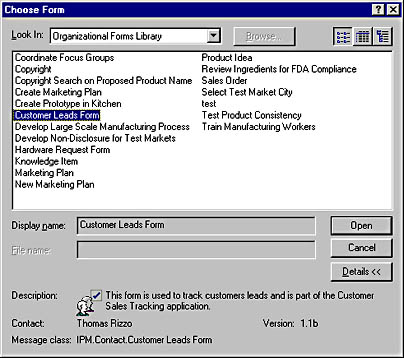 Choose Form
Look In: Organizational Forms Library Browse...
Coordinate Focus Groups
Copyright
Copyright Search on Proposed Product Name
Create Marketing Plan
Create Prototype in Kitchen
Customer Leads Form
Develop Large Scale Manufacturing Process
Develop Non-Disclosure for Test Markets
Hardware Request Form
Knowledge Item
Marketing Plan
New Marketing Plan
Product Idea
Review Ingredients for FDA Compliance
Sales Order
Select Test Market City
test
Test Product Consistency
Train Manufacturing Workers
Display name: Customer Leads Form Open
File name: Cancel
Details <<
Description: This form is used to track customers leads and is part of the Customer
Sales Tracking application.
Contact: Thomas Rizzo Version: 1.1b
Message class: IPM.Contact.Customer Leads Form